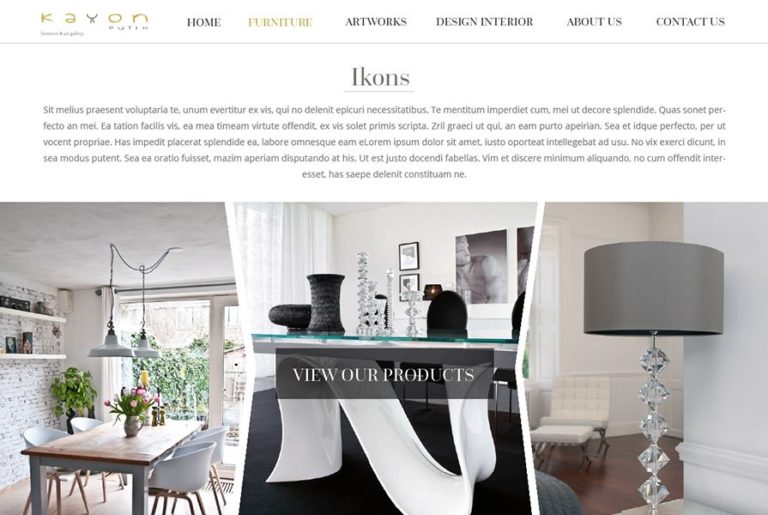 kayon
putih
furniture & art gallery
HOME FURNITURE ARTWORKS DESIGN INTERIOR ABOUT US CONTACT US
Ikons
Sit melius praesent voluptaria te, unum evertitur ex vis, qui no delenit epicuri necessitatibus. Te mentitum imperdiet cum, mei ut decore splendide. Quas sonet per-
fecto an mei. Ea tation facilis vis, ea mea timeam virtute offendit, ex vis solet primis scripta. Zril graeci ut qui, an eam purto apeirian. Sea et idque perfecto, per ut
vocent propriae. Has impedit placerat splendide ea, labore omnesque eam eLorem ipsum dolor sit amet, iusto oporteat intellegebat ad usu. No vix exerci dicunt, in
sea modus putent. Sea ea oratio fuisset, mazim aperiam disputando at his. Ut est justo docendi fabellas. Vim et discere minimum aliquando, no cum offendit inter-
esset, has saepe delenit constituam ne.
VIEW OUR PRODUCTS